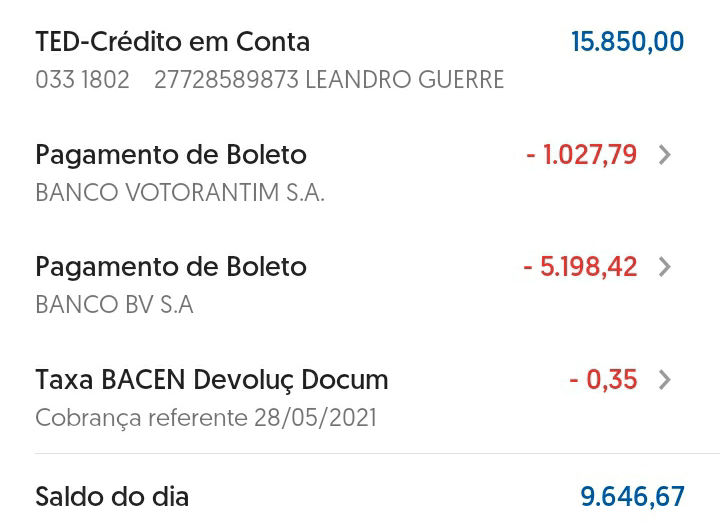 TED-Crédito em Conta 15.850,00
033 1802 27728589873 LEANDRO GUERRE
Pagamento de Boleto - 1.027,79
BANCO VOTORANTIM S.A.
Pagamento de Boleto - 5.198,42
BANCO BV S.A
Taxa BACEN Devoluç Docum - 0,35
Cobrança referente 28/05/2021
Saldo do dia 9.646,67